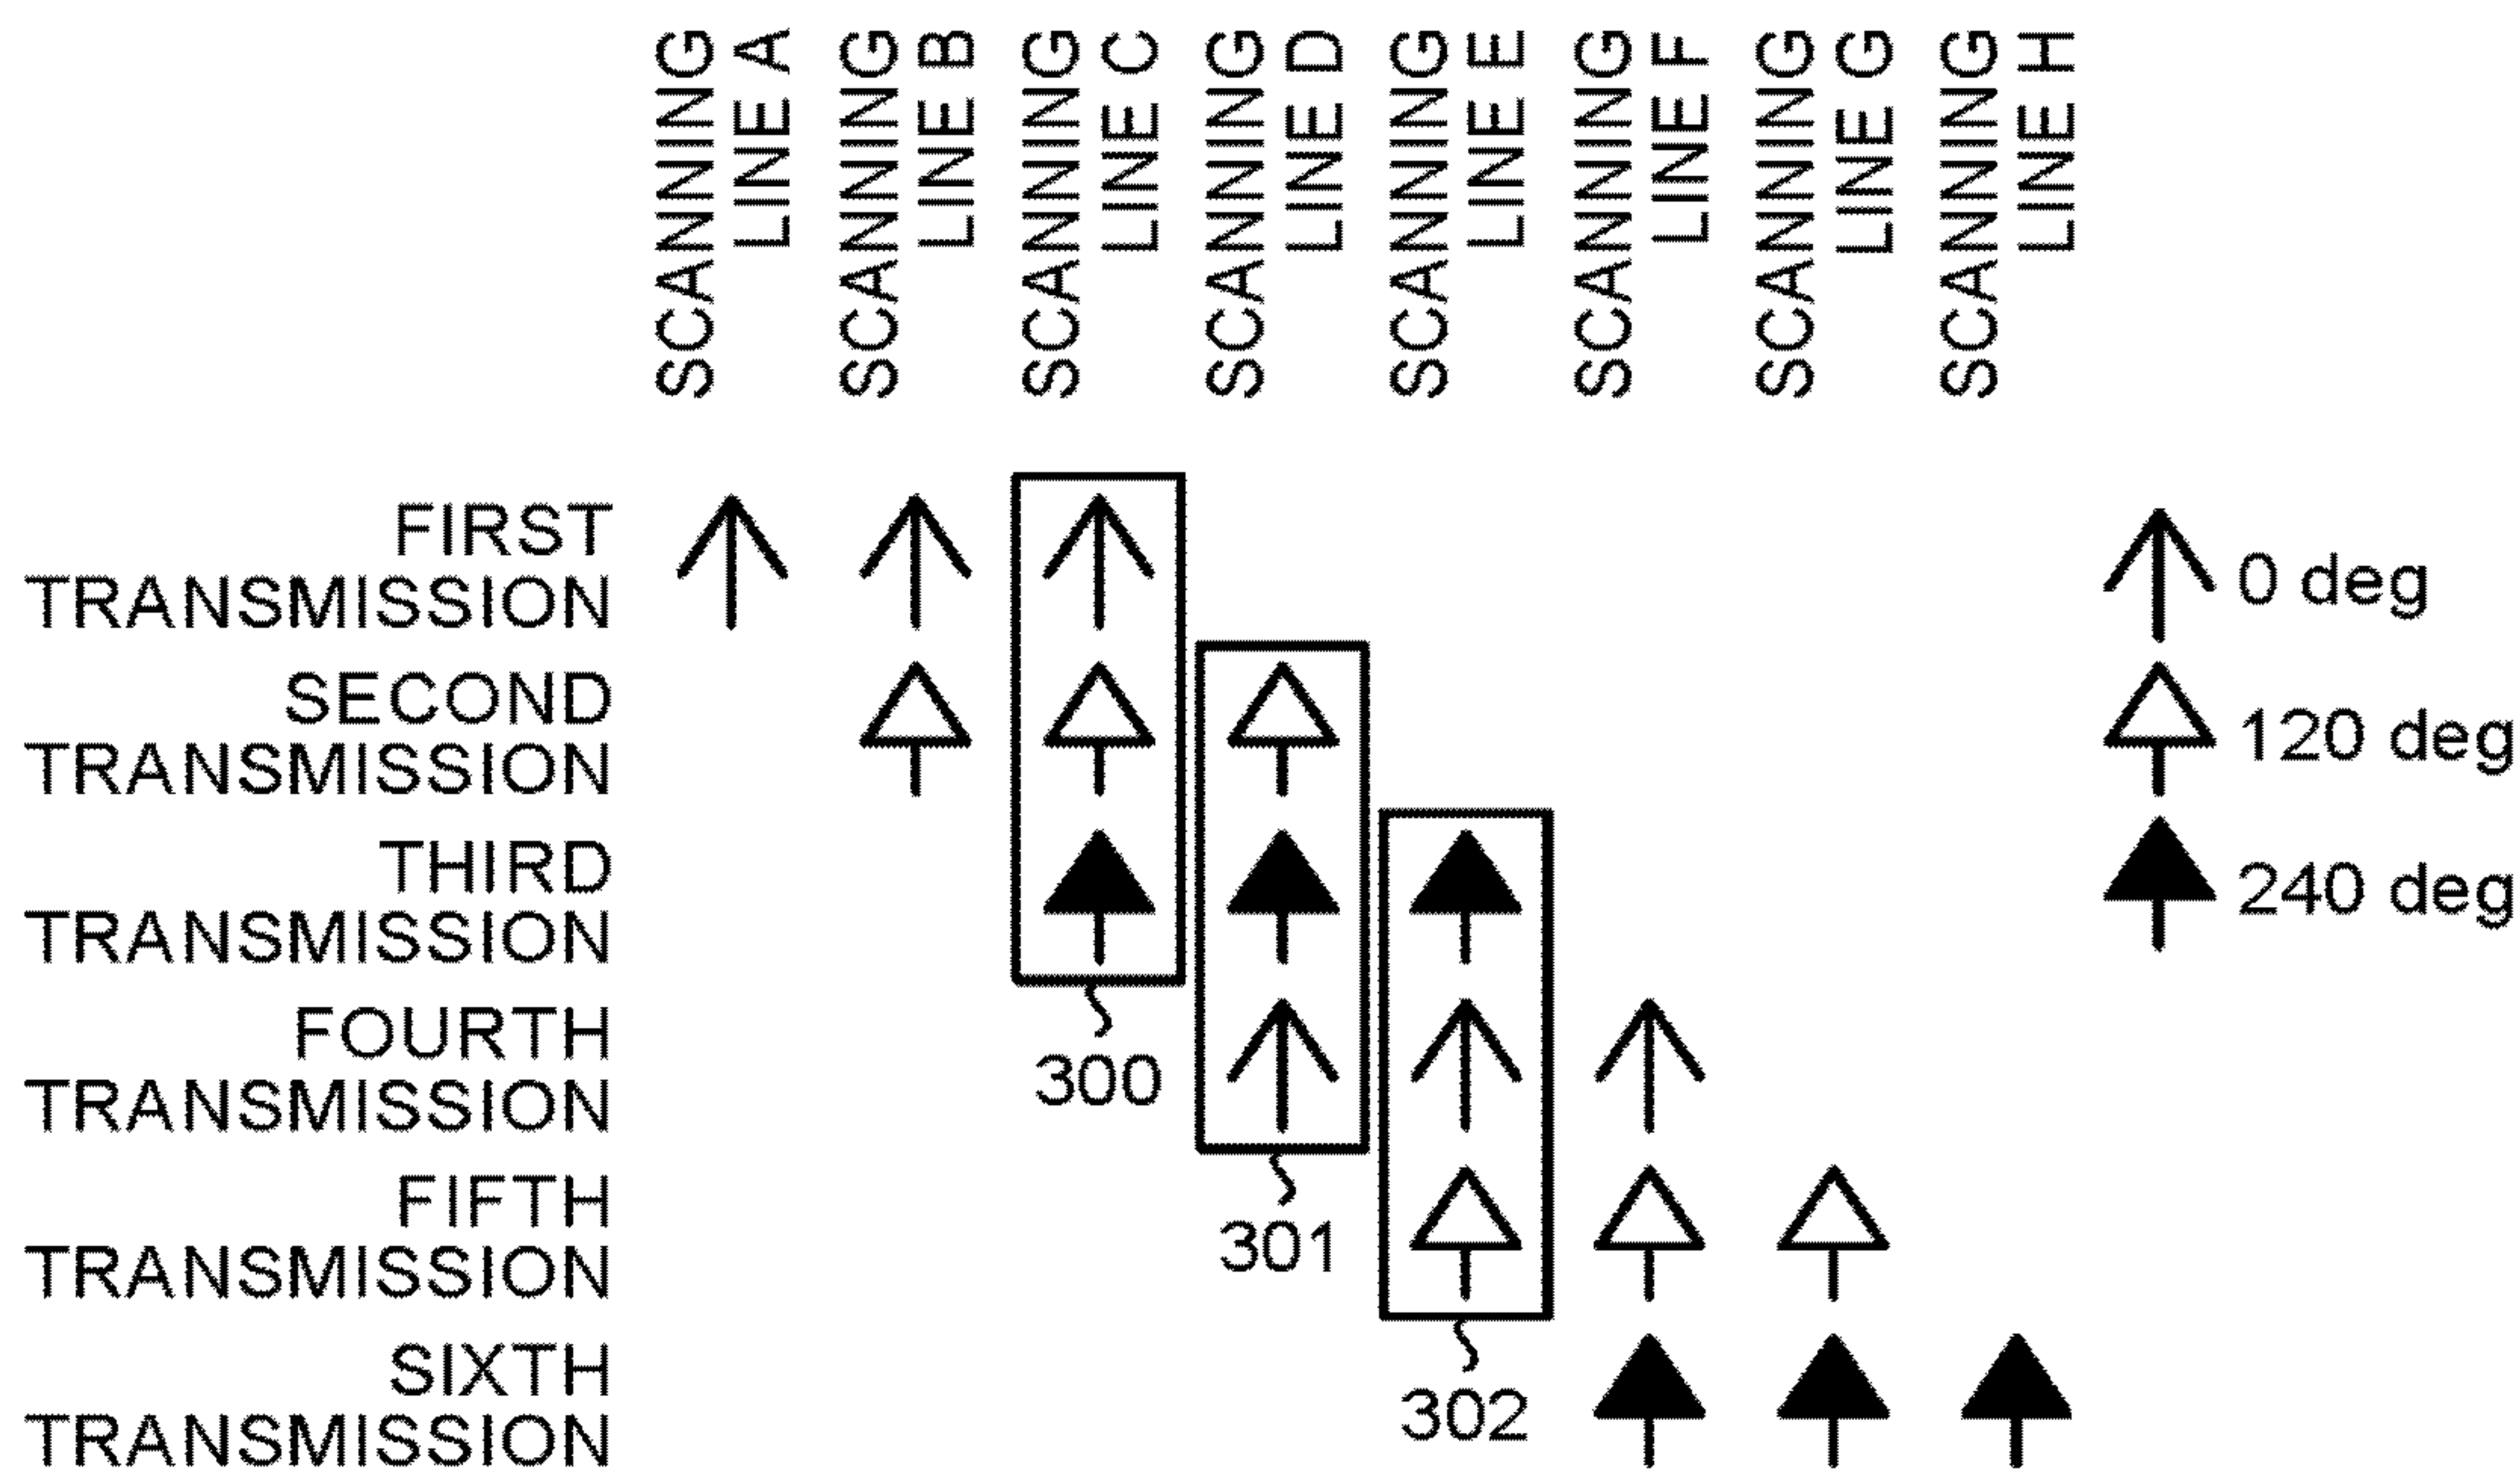 SCANNING
LINE A
SCANNING
LINE B
SCANNING
LINE C
SCANNING
LINE D
SCANNING
LINE E
SCANNING
LINE F
SCANNING
LINE G
SCANNING
LINE H
FIRST
TRANSMISSION
0 deg
SECOND
TRANSMISSION
120 deg
THIRD
TRANSMISSION
240 deg
FOURTH
TRANSMISSION
300
FIFTH
TRANSMISSION
301
SIXTH
TRANSMISSION
302